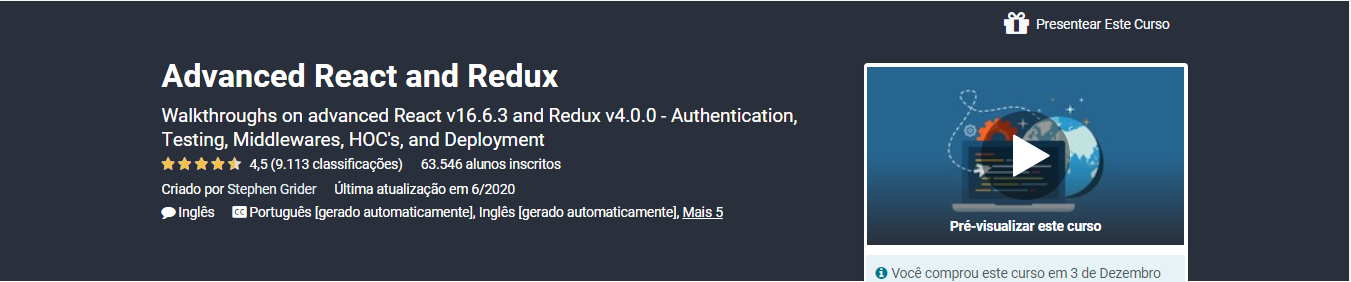 Presentear Este Curso
Advanced React and Redux
Walkthroughs on advanced React v16.6.3 and Redux v4.0.0 - Authentication,
Testing, Middlewares, HOC's, and Deployment
4,5 (9.113 classificações) 63.546 alunos inscritos
Criado por Stephen Grider Última atualização em 6/2020
Inglês CC Português [gerado automaticamente], Inglês [gerado automaticamente], Mais 5
Pré-visualizar este curso
Você comprou este curso em 3 de Dezembro